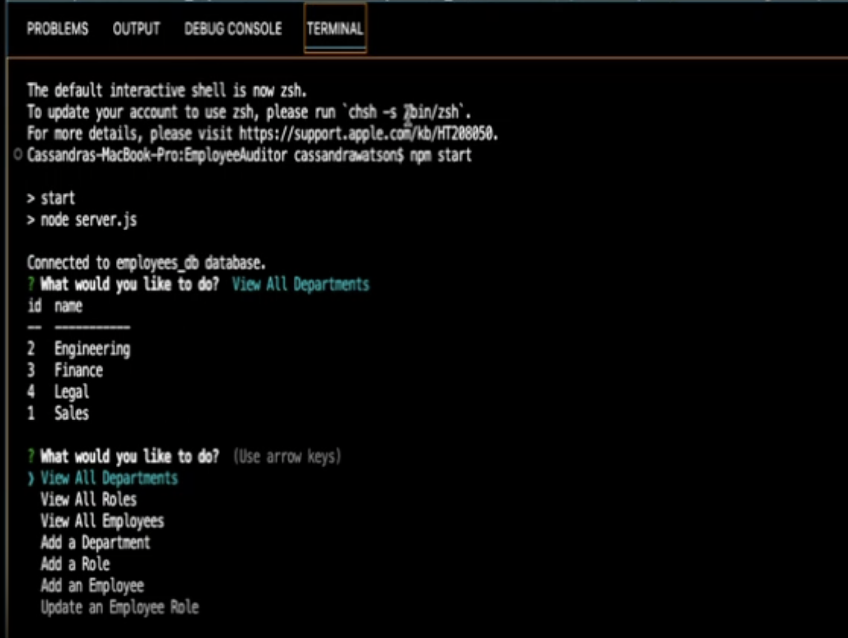 PROBLEMS OUTPUT DEBUG CONSOLE TERMINAL
The default interactive shell is now zsh.
To update your account to use zsh, please run `chsh -s /bin/zsh`.
For more details, please visit https://support.apple.com/kb/HT208050.
Cassandras-MacBook-Pro:EmployeeAuditor cassandrawatson$ npm start
> start
> node server.js
Connected to employees_db database.
? What would you like to do? View All Departments
id name
-- -----------
2 Engineering
3 Finance
4 Legal
1 Sales
? What would you like to do? (Use arrow keys)
❯ View All Departments
View All Roles
View All Employees
Add a Department
Add a Role
Add an Employee
Update an Employee Role